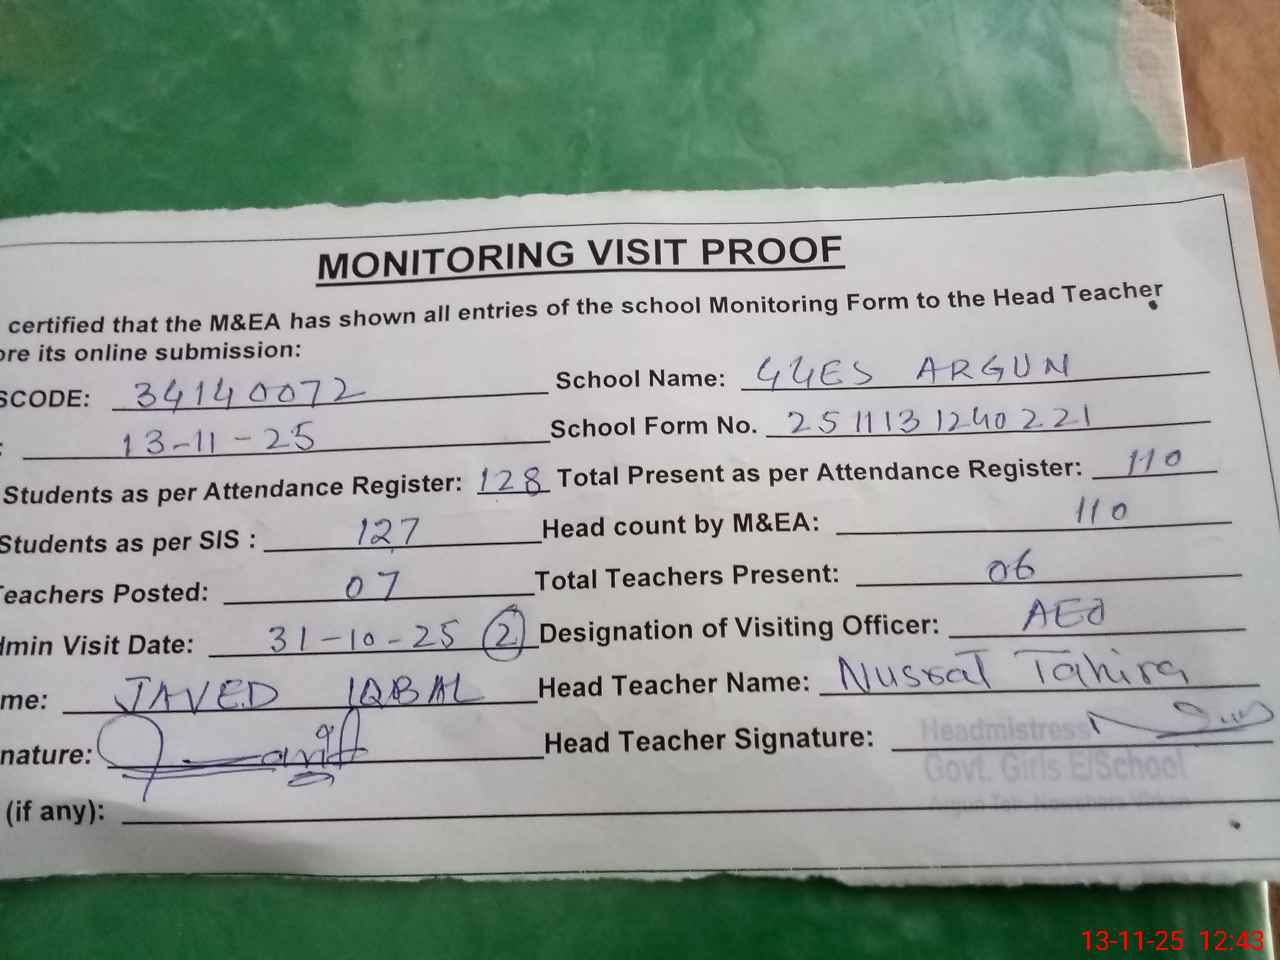 MONITORING VISIT PROOF
certified that the M&EA has shown all entries of the school Monitoring Form to the Head Teacher
ore its online submission:
SCODE: 34140072 School Name: GGES ARGUN
: 13-11-25 School Form No. 2511131240221
Students as per Attendance Register: 128 Total Present as per Attendance Register: 110
Students as per SIS : 127 Head count by M&EA: 110
eachers Posted: 07 Total Teachers Present: 06
dmin Visit Date: 31-10-25 2 Designation of Visiting Officer: AEO
me: JAVED IQBAL Head Teacher Name: Nussat Tahira
nature: Head Teacher Signature:
Headmistress
Govt. Girls E/School
(if any):
13-11-25 12:43